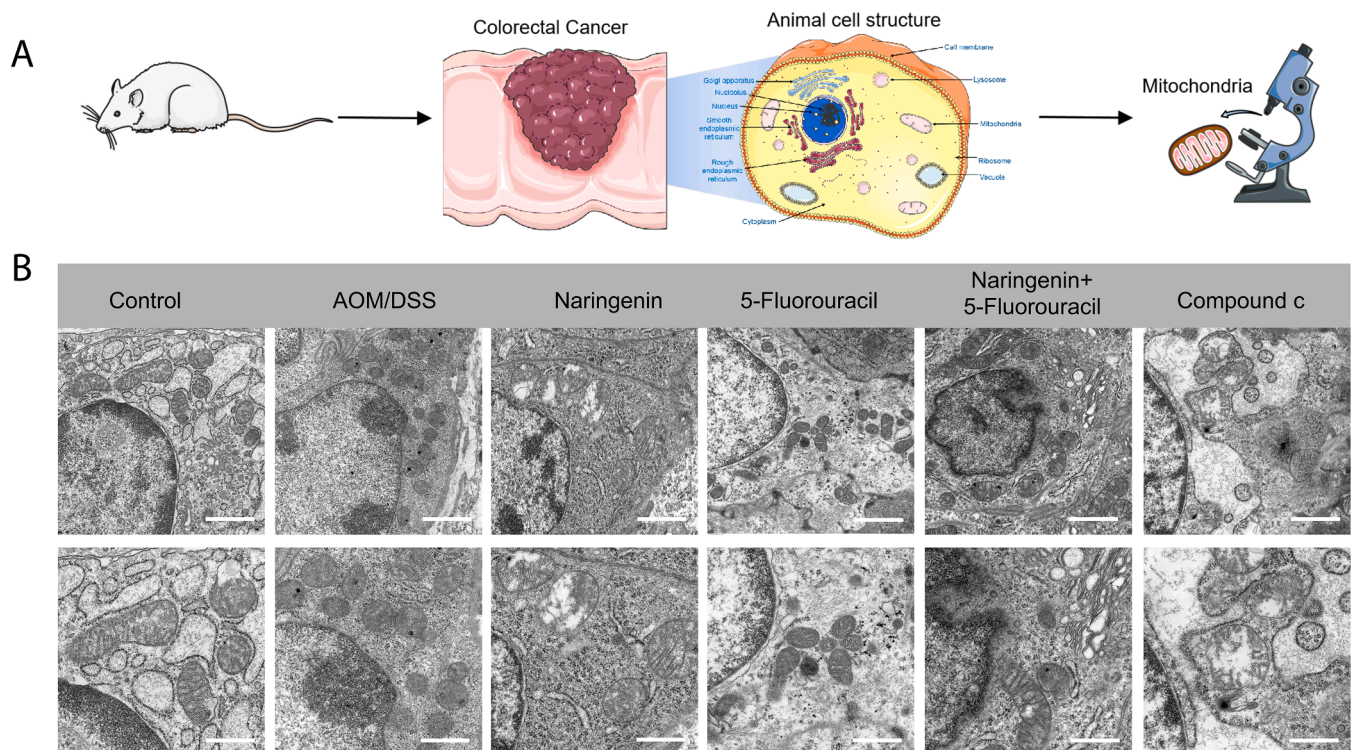 A
Colorectal Cancer
Animal cell structure
Cell membrane
Golgi apparatus
Lysosome
Nucleolus
Nucleus
Smooth
endoplasmic
reticulum
Mitochondria
Rough
endoplasmic
reticulum
Ribosome
Vacuole
Cytoplasm
Mitochondria
B
Control
AOM/DSS
Naringenin
5-Fluorouracil
Naringenin+
5-Fluorouracil
Compound c